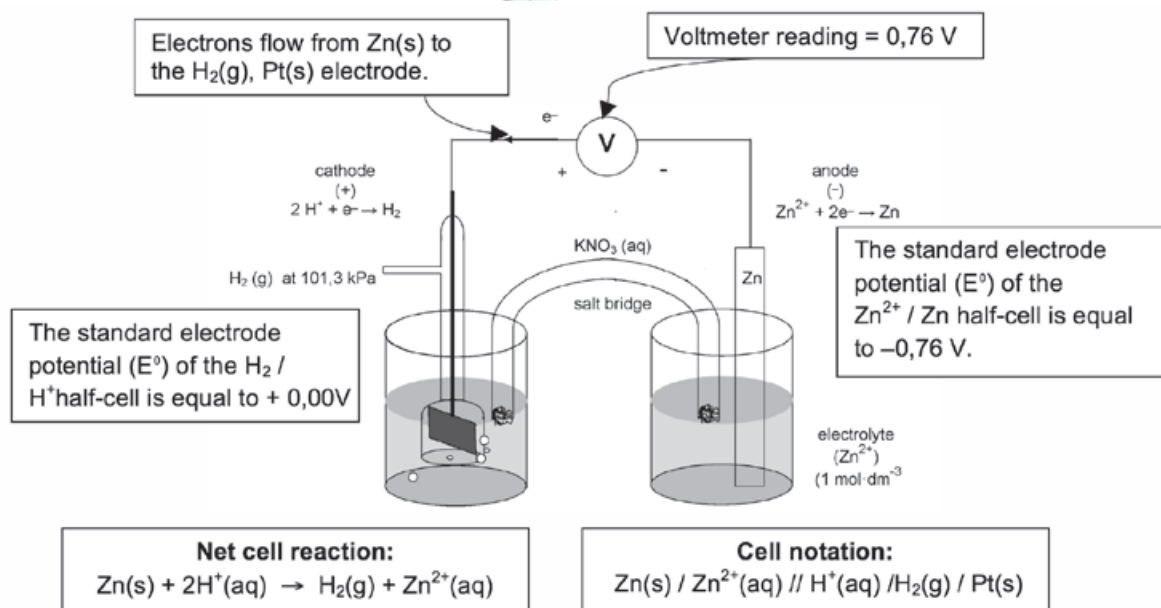 Electrons flow from Zn(s) to
the H₂(g), Pt(s) electrode.
Voltmeter reading = 0,76 V
e⁻
V
+ -
cathode
(+)
2 H⁺ + e⁻ → H₂
anode
(–)
Zn²⁺ + 2e⁻ → Zn
KNO₃ (aq)
H₂ (g) at 101,3 kPa
salt bridge
Zn
The standard electrode
potential (E⁰) of the
Zn²⁺ / Zn half-cell is equal
to –0,76 V.
The standard electrode
potential (E⁰) of the H₂ /
H⁺half-cell is equal to + 0,00V
electrolyte
(Zn²⁺)
(1 mol·dm⁻³
Net cell reaction:
Zn(s) + 2H⁺(aq) → H₂(g) + Zn²⁺(aq)
Cell notation:
Zn(s) / Zn²⁺(aq) // H⁺(aq) /H₂(g) / Pt(s)